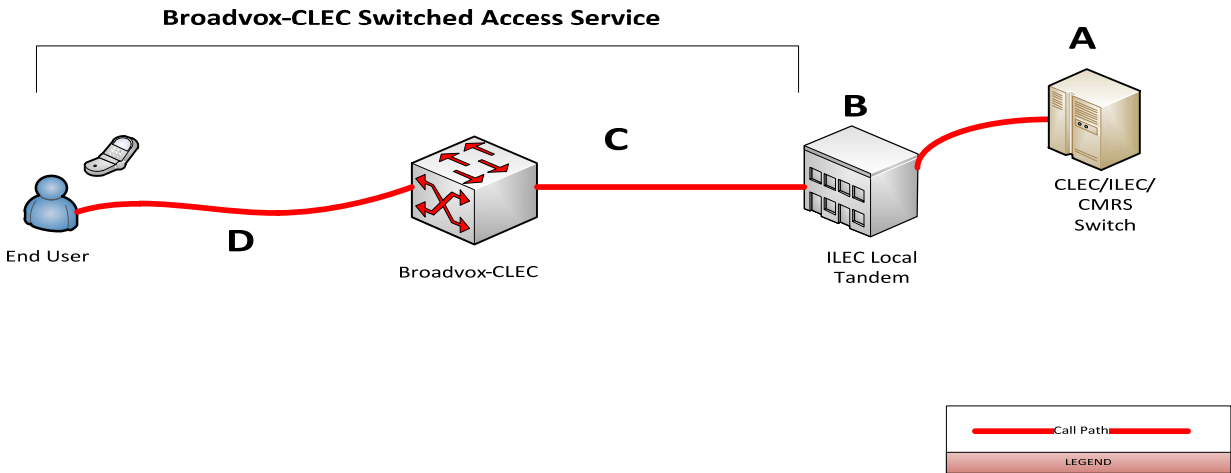 Broadvox-CLEC Switched Access Service
A
B
C
CLEC/ILEC/
CMRS
Switch
D
End User
Broadvox-CLEC
ILEC Local
Tandem
Call Path
LEGEND